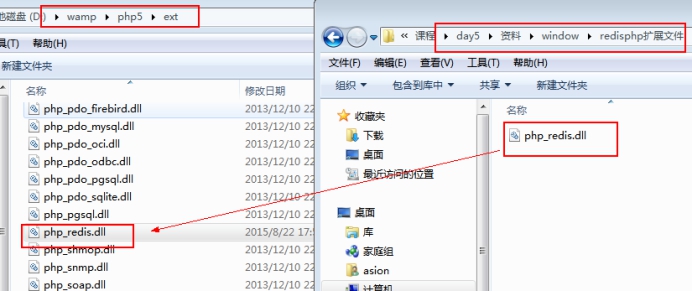 地磁盘 (D:) ▸ wamp ▸ php5 ▸ ext
工具(T) 帮助(H)
新建文件夹
名称 修改日期
php_pdo_firebird.dll 2013/12/10 22
php_pdo_mysql.dll 2013/12/10 22
php_pdo_oci.dll 2013/12/10 22
php_pdo_odbc.dll 2013/12/10 22
php_pdo_pgsql.dll 2013/12/10 22
php_pdo_sqlite.dll 2013/12/10 22
php_pgsql.dll 2013/12/10 22
php_redis.dll 2015/8/22 17:5
php_shmop.dll 2013/12/10 22
php_snmp.dll 2013/12/10 22
php_soap.dll 2013/12/10 22
« 课程 ▸ day5 ▸ 资料 ▸ window ▸ redisphp扩展文件
文件(F) 编辑(E) 查看(V) 工具(T) 帮助(H)
组织 包含到库中 共享 新建文件夹
收藏夹
下载
桌面
最近访问的位置
桌面
库
家庭组
asion
计算机
名称
php_redis.dll